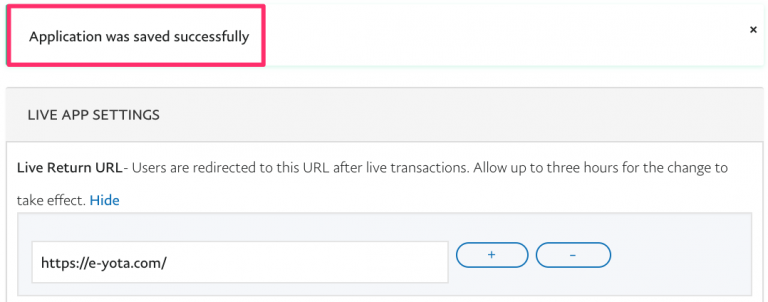 Application was saved successfully
×
LIVE APP SETTINGS
Live Return URL- Users are redirected to this URL after live transactions. Allow up to three hours for the change to
take effect. Hide
https://e-yota.com/
+
-